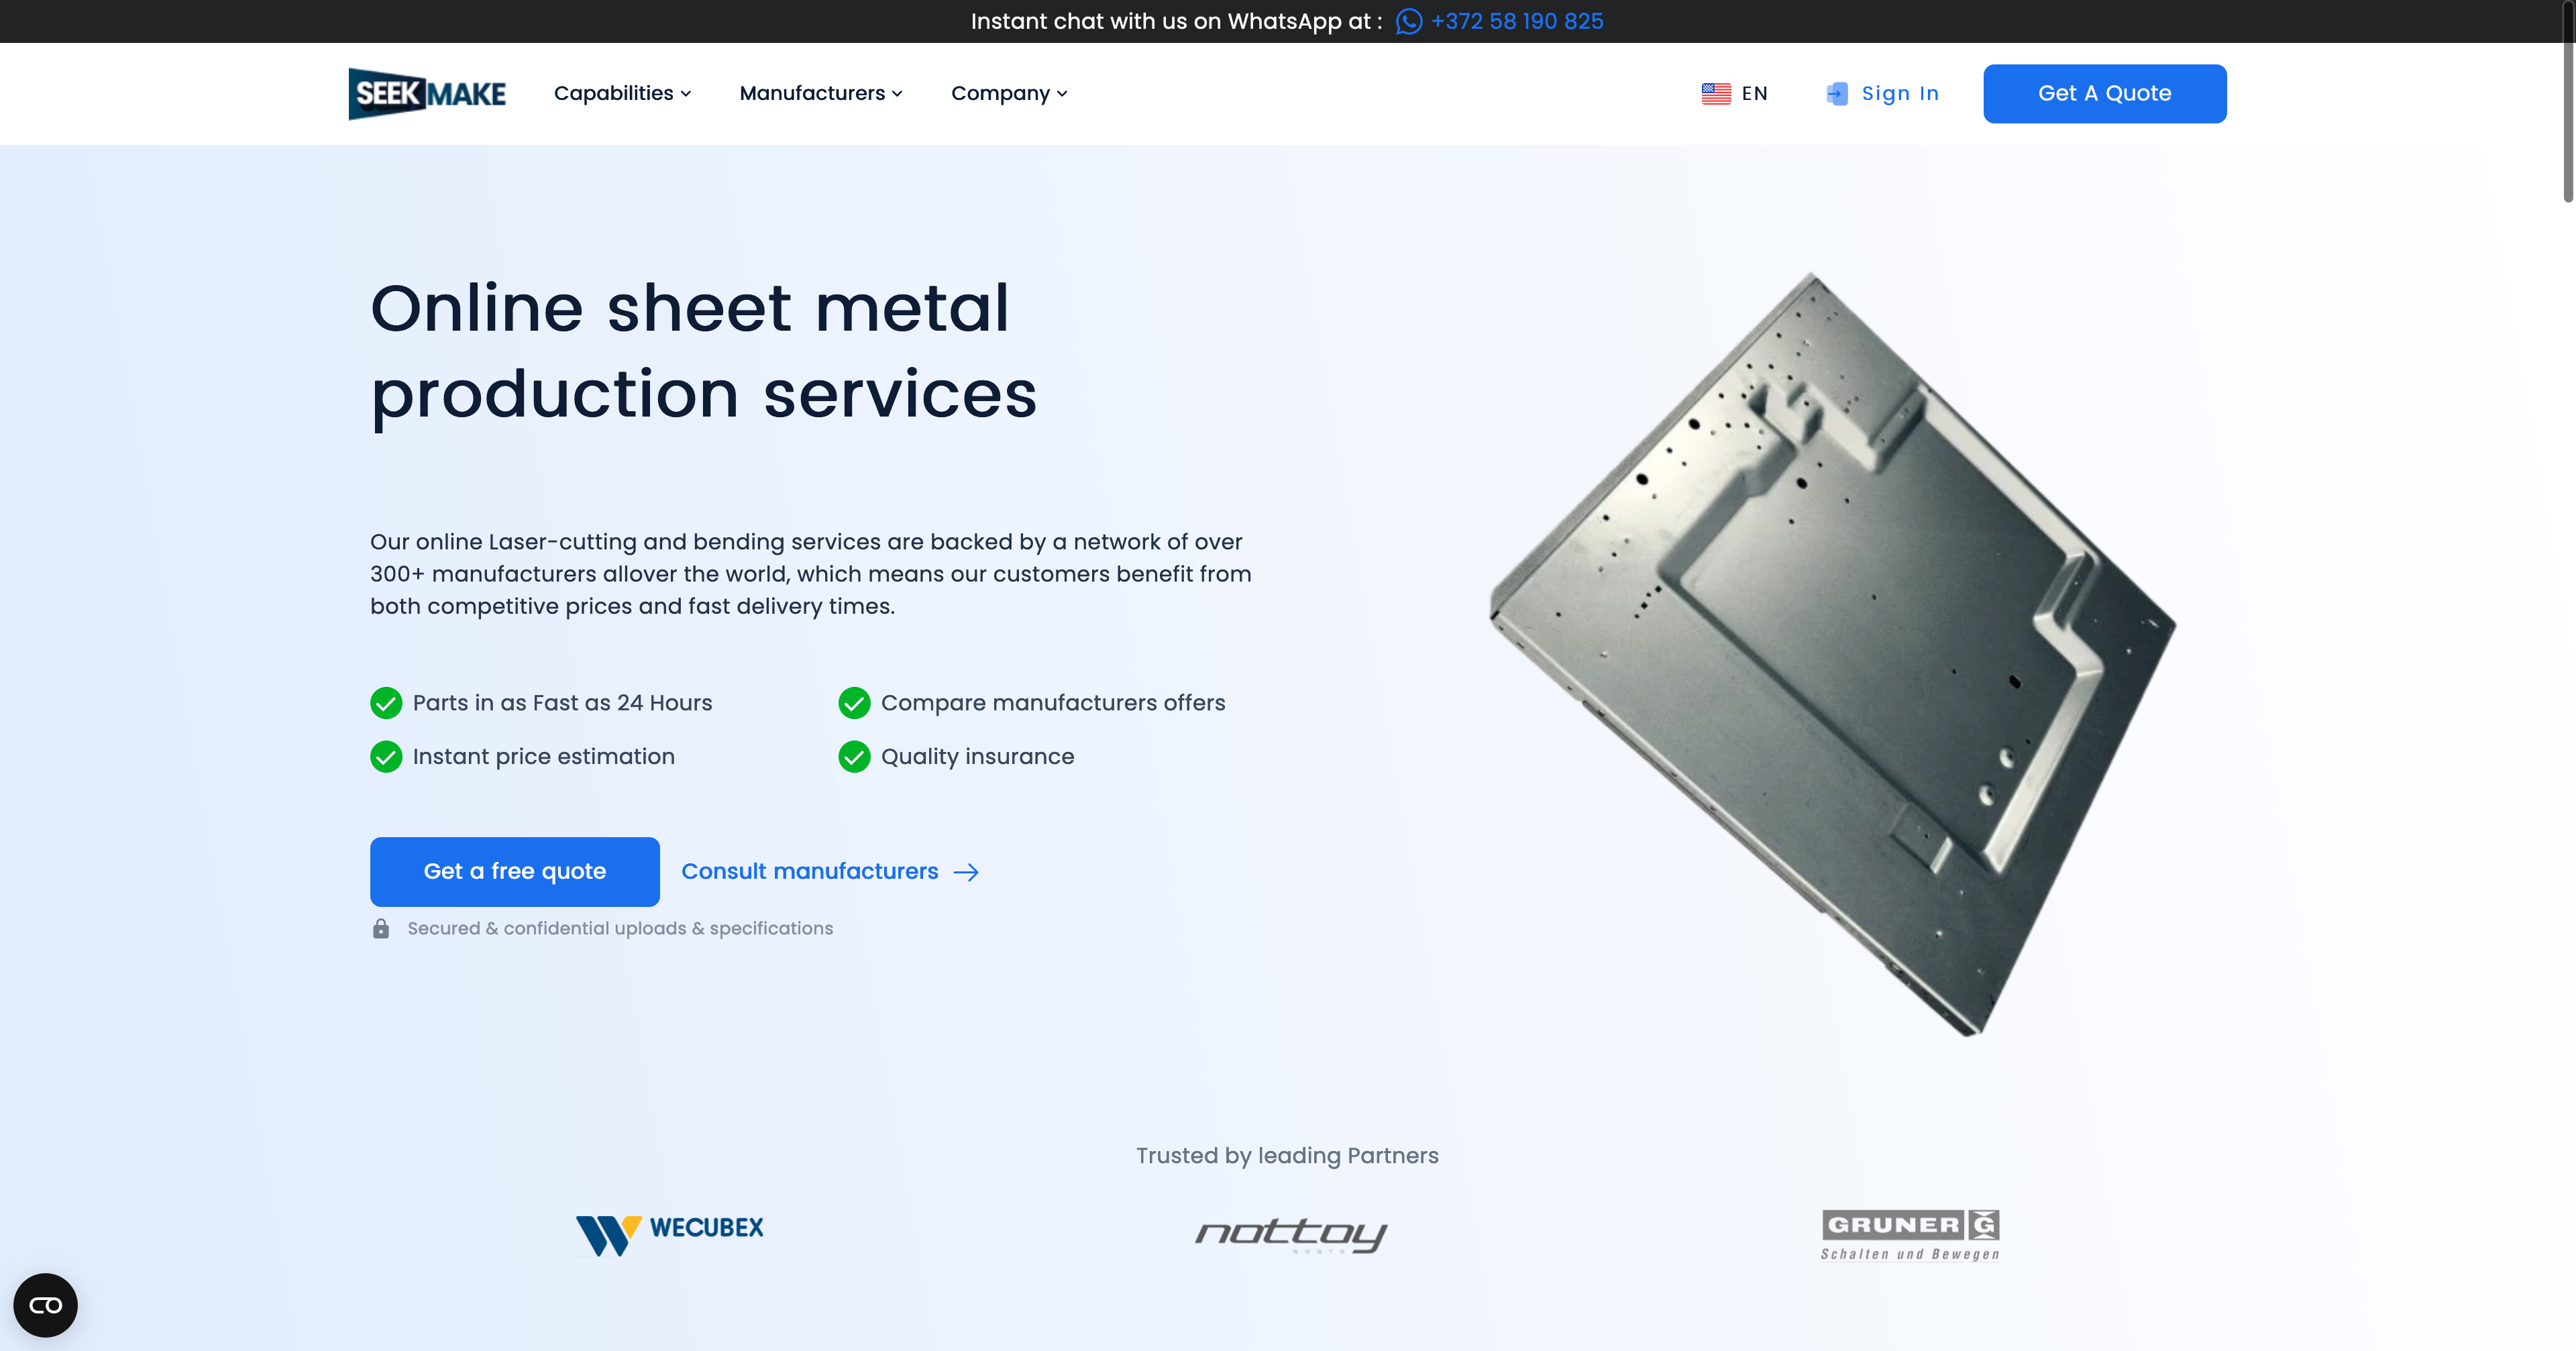 Instant chat with us on WhatsApp at : +372 58 190 825
SEEKMAKE Capabilities Manufacturers Company EN Sign In Get A Quote
Online sheet metal
production services
Our online Laser-cutting and bending services are backed by a network of over
300+ manufacturers allover the world, which means our customers benefit from
both competitive prices and fast delivery times.
Parts in as Fast as 24 Hours Compare manufacturers offers
Instant price estimation Quality insurance
Get a free quote Consult manufacturers
Secured & confidential uploads & specifications
Trusted by leading Partners
WECUBEX nottoy GRUNER G
Schalten und Bewegen